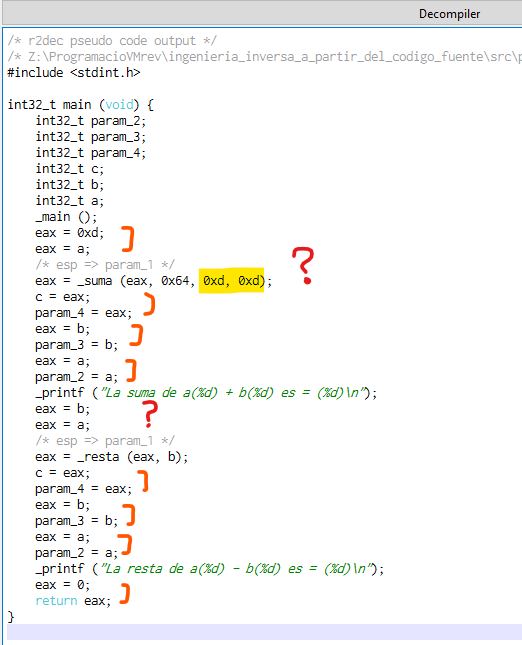 Decompiler
/* r2dec pseudo code output */
/* Z:\ProgramacioVMrev\ingenieria_inversa_a_partir_del_codigo_fuente\src\p
#include <stdint.h>
int32_t main (void) {
int32_t param_2;
int32_t param_3;
int32_t param_4;
int32_t c;
int32_t b;
int32_t a;
_main ();
eax = 0xd;
eax = a;
/* esp => param_1 */
eax = _suma (eax, 0x64, 0xd, 0xd);
?
c = eax;
param_4 = eax;
eax = b;
param_3 = b;
eax = a;
param_2 = a;
_printf ("La suma de a(%d) + b(%d) es = (%d)\n");
eax = b;
?
eax = a;
/* esp => param_1 */
eax = _resta (eax, b);
c = eax;
param_4 = eax;
eax = b;
param_3 = b;
eax = a;
param_2 = a;
_printf ("La resta de a(%d) - b(%d) es = (%d)\n");
eax = 0;
return eax;
}